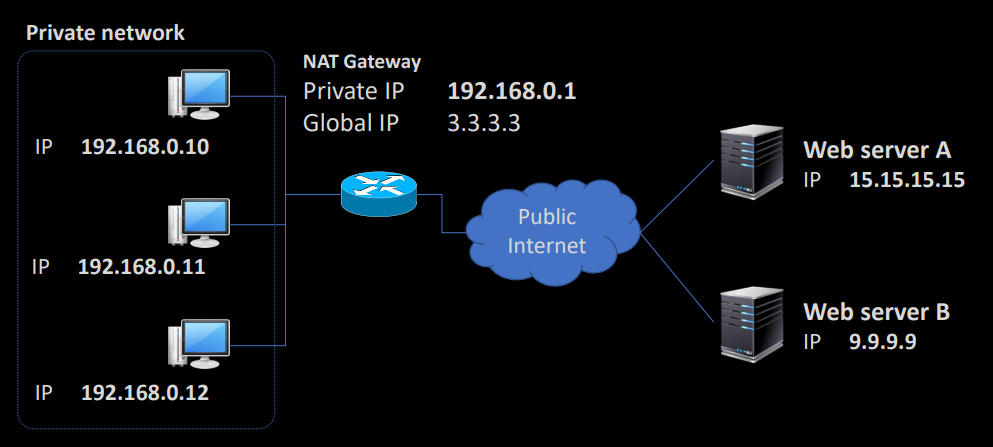 Private network
IP 192.168.0.10
IP 192.168.0.11
IP 192.168.0.12
NAT Gateway
Private IP 192.168.0.1
Global IP 3.3.3.3
Public
Internet
Web server A
IP 15.15.15.15
Web server B
IP 9.9.9.9